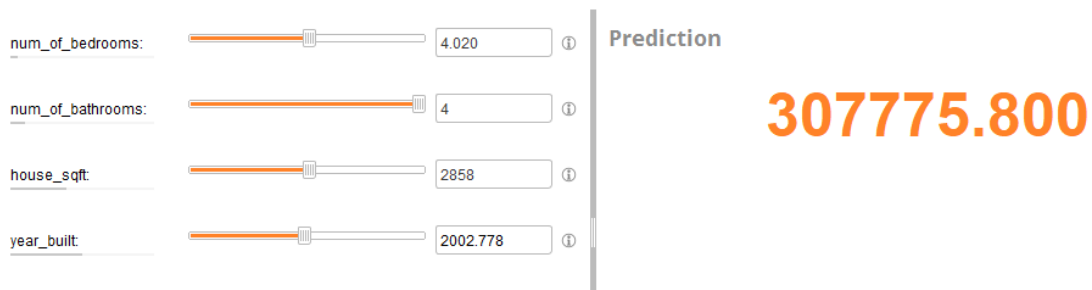 num_of_bedrooms: 4.020
num_of_bathrooms: 4
house_sqft: 2858
year_built: 2002.778
Prediction
307775.800